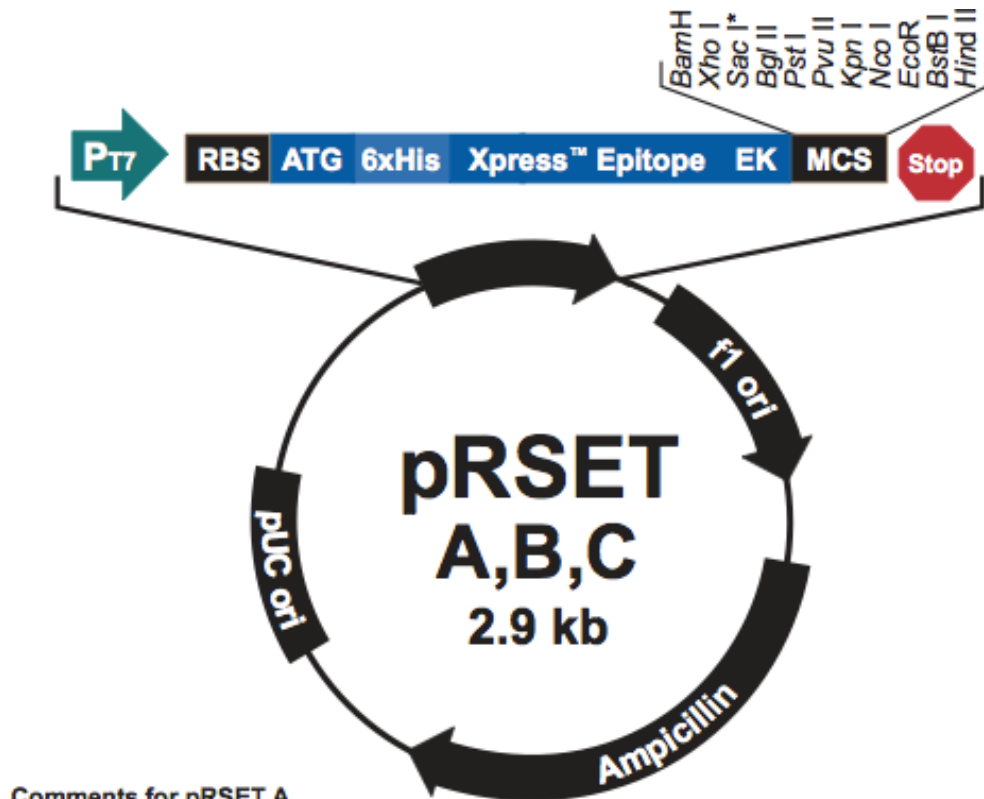 BamH
Xho I
Sac I*
Bgl II
Pst I
Pvu II
Kpn I
Nco I
EcoR
BstB I
Hind II
PT7
RBS
ATG
6xHis
Xpress™ Epitope
EK
MCS
Stop
f1 ori
pRSET
A,B,C
2.9 kb
pUC ori
Ampicillin
Comments for pRSET A